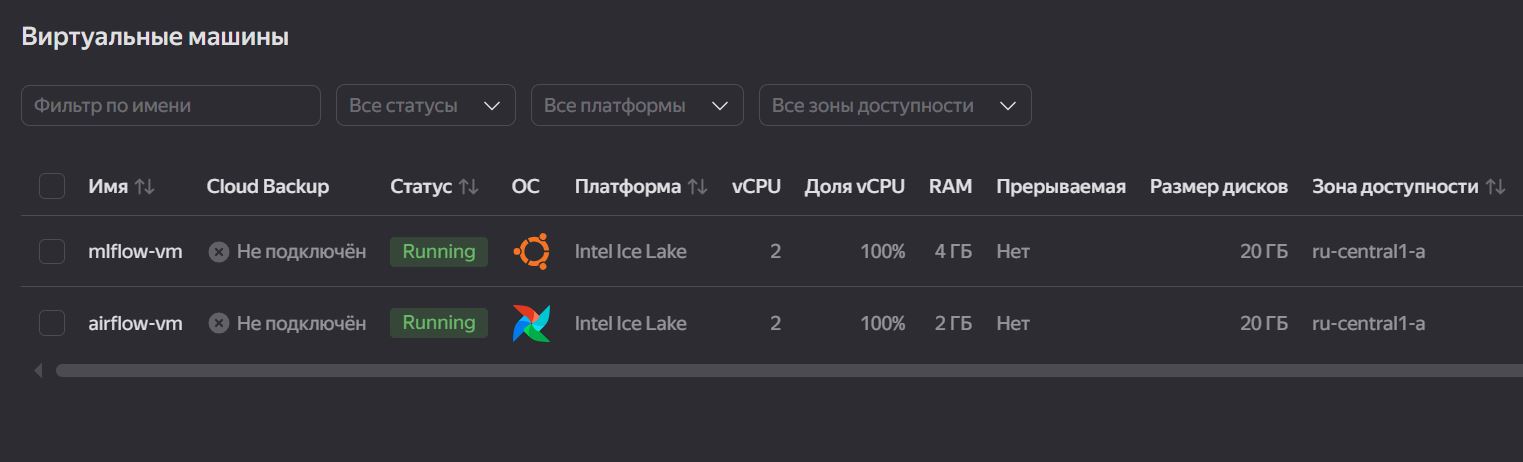 Виртуальные машины
Фильтр по имени Все статусы Все платформы Все зоны доступности
Имя Cloud Backup Статус ОС Платформа vCPU Доля vCPU RAM Прерываемая Размер дисков Зона доступности
mlflow-vm Не подключён Running Intel Ice Lake 2 100% 4 ГБ Нет 20 ГБ ru-central1-a
airflow-vm Не подключён Running Intel Ice Lake 2 100% 2 ГБ Нет 20 ГБ ru-central1-a